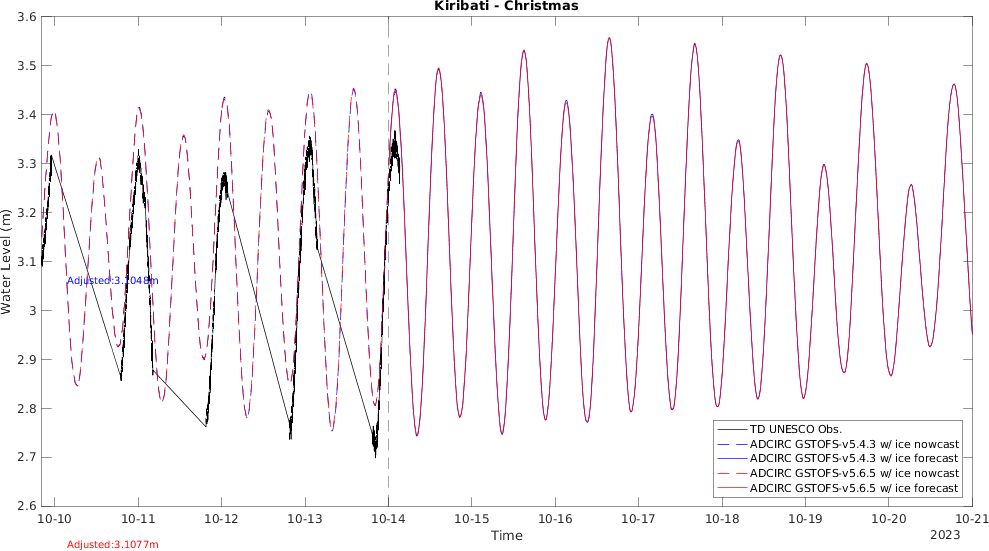 Kiribati - Christmas
3.6
3.5
3.4
3.3
3.2
3.1
3
2.9
2.8
2.7
2.6
Water Level (m)
Adjusted:3.1048m
TD UNESCO Obs.
ADCIRC GSTOFS-v5.4.3 w/ ice nowcast
ADCIRC GSTOFS-v5.4.3 w/ ice forecast
ADCIRC GSTOFS-v5.6.5 w/ ice nowcast
ADCIRC GSTOFS-v5.6.5 w/ ice forecast
10-10 10-11 10-12 10-13 10-14 10-15 10-16 10-17 10-18 10-19 10-20 10-21
Time
2023
Adjusted:3.1077m